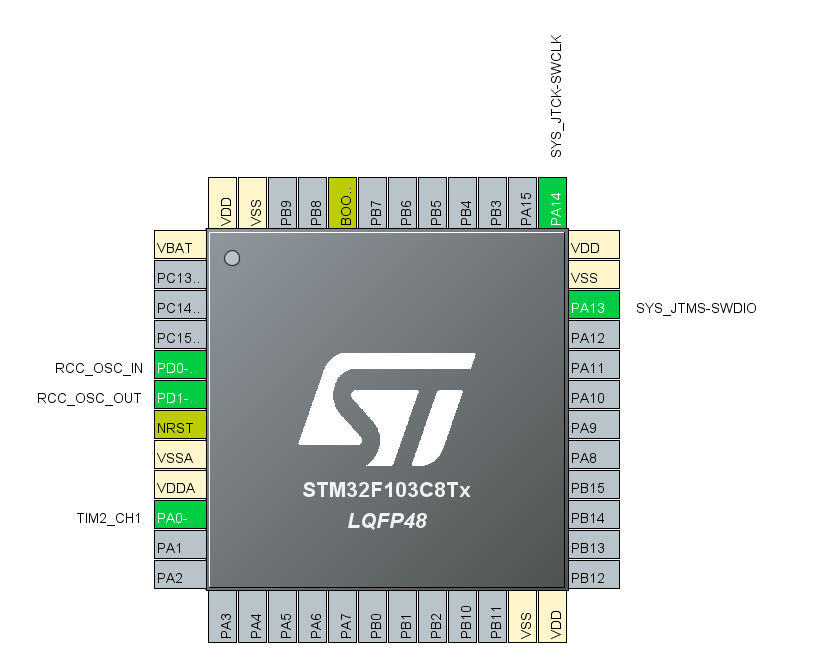 SYS_JTCK-SWCLK
VDD
VSS
PB9
PB8
BOO..
PB7
PB6
PB5
PB4
PB3
PA15
PA14
VBAT
PC13..
PC14..
PC15..
RCC_OSC_IN PD0-..
RCC_OSC_OUT PD1-..
NRST
VSSA
VDDA
TIM2_CH1 PA0-..
PA1
PA2
ST
STM32F103C8Tx
LQFP48
VDD
VSS
PA13 SYS_JTMS-SWDIO
PA12
PA11
PA10
PA9
PA8
PB15
PB14
PB13
PB12
PA3
PA4
PA5
PA6
PA7
PB0
PB1
PB2
PB10
PB11
VSS
VDD